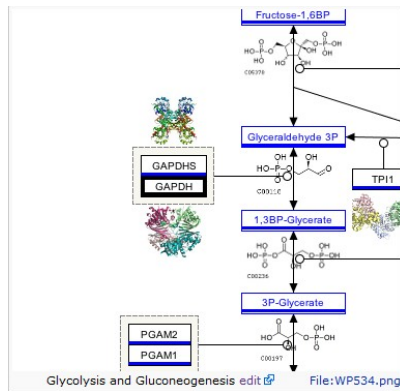 Fructose-1,6BP
C05378
Glyceraldehyde 3P
GAPDHS
GAPDH
C00118
TPI1
1,3BP-Glycerate
C00236
3P-Glycerate
PGAM2
PGAM1
C00197
Glycolysis and Gluconeogenesis edit
File:WP534.png